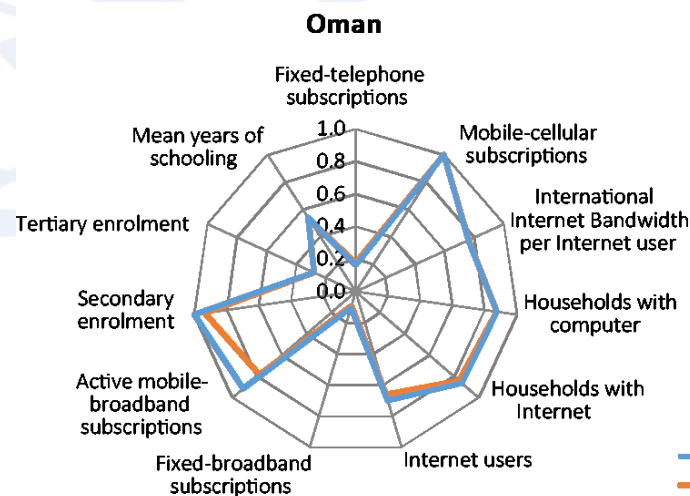 Oman
Fixed-telephone
subscriptions
Mean years of
schooling
1.0
Mobile-cellular
subscriptions
0.8
International
Internet Bandwidth
per Internet user
0.6
Tertiary enrolment
0.4
0.2
0.0
Secondary
enrolment
Households with
computer
Active mobile-
broadband
subscriptions
Households with
Internet
Fixed-broadband
subscriptions
Internet users